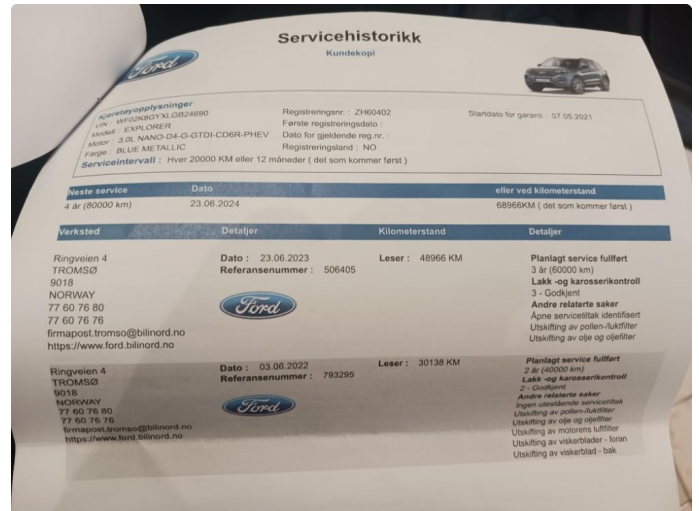 Servicehistorikk
Kundekopi
Ford
Kjøretøyopplysninger
VIN : WF02K8GYXLGB24690
Modell : EXPLORER
Motor : 3.0L NANO-D4-G-GTDI-CD6R-PHEV
Farge : BLUE METALLIC
Registreringsnr. : ZH60402
Første registreringsdato :
Dato for gjeldende reg.nr. :
Registreringsland : NO
Startdato for garanti : 07.05.2021
Serviceintervall : Hver 20000 KM eller 12 måneder ( det som kommer først )
Neste service Dato eller ved kilometerstand
4 år (80000 km) 23.06.2024 68966KM ( det som kommer først )
Verksted Detaljer Kilometerstand Detaljer
Ringveien 4
TROMSØ
9018
NORWAY
77 60 76 80
77 60 76 76
firmapost.tromso@bilinord.no
https://www.ford.bilinord.no
Dato : 23.06.2023
Referansenummer : 506405
Ford
Leser : 48966 KM
Planlagt service fullført
3 år (60000 km)
Lakk -og karosserikontroll
3 - Godkjent
Andre relaterte saker
Åpne servicetiltak identifisert
Utskifting av pollen-/luktfilter
Utskifting av olje og oljefilter
Ringveien 4
TROMSØ
9018
NORWAY
77 60 76 80
77 60 76 76
firmapost.tromso@bilinord.no
https://www.ford.bilinord.no
Dato : 03.06.2022
Referansenummer : 793295
Ford
Leser : 30138 KM
Planlagt service fullført
2 år (40000 km)
Lakk -og karosserikontroll
2 - Godkjent
Andre relaterte saker
Ingen utestående servicetiltak
Utskifting av pollen-/luktfilter
Utskifting av olje og oljefilter
Utskifting av motorens luftfilter
Utskifting av viskerblader - foran
Utskifting av viskerblad - bak